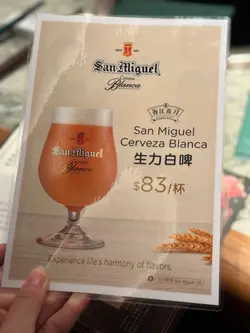 San Miguel
Cerveza
Blanca
San Miguel
Cerveza Blanca
生力白啤
$83/杯
San Miguel
Blanca
Experience life's harmony of flavors.